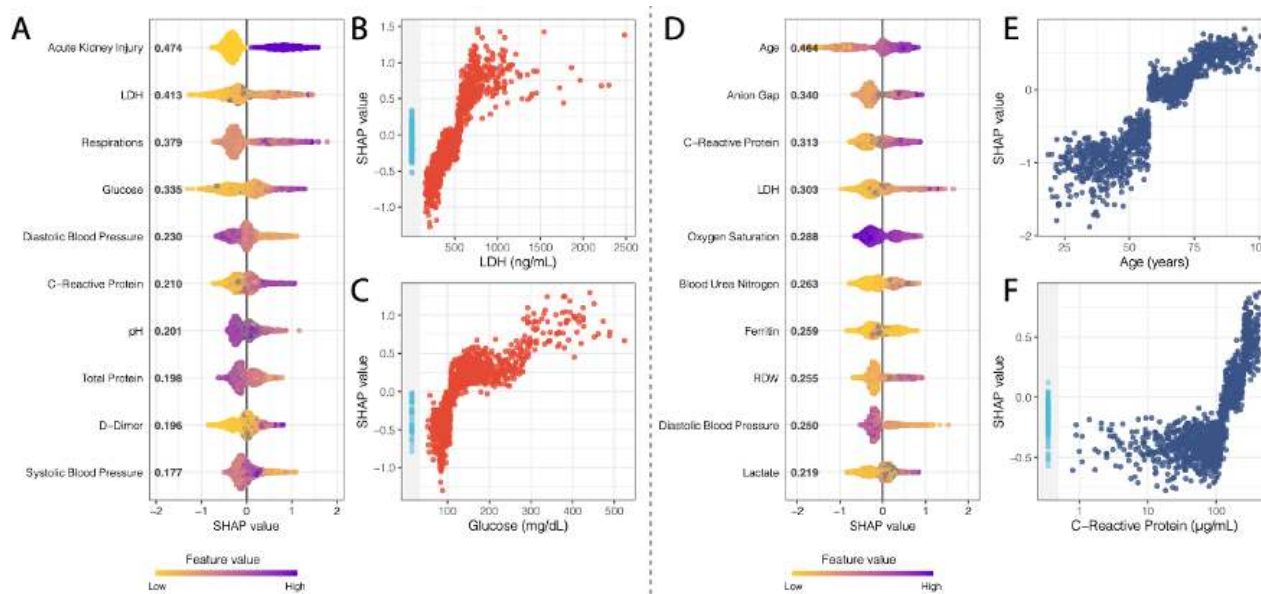 A
Acute Kidney Injury 0.474
LDH 0.413
Respirations 0.379
Glucose 0.335
Diastolic Blood Pressure 0.230
C-Reactive Protein 0.210
pH 0.201
Total Protein 0.198
D-Dimer 0.196
Systolic Blood Pressure 0.177
-2 -1 0 1 2
SHAP value
Feature value
Low High
B
SHAP value
1.5
1.0
0.5
0.0
-0.5
-1.0
500 1000 1500 2000 2500
LDH (ng/mL)
C
SHAP value
1.0
0.5
0.0
-0.5
-1.0
100 200 300 400 500
Glucose (mg/dL)
D
Age 0.464
Anion Gap 0.340
C-Reactive Protein 0.313
LDH 0.303
Oxygen Saturation 0.288
Blood Urea Nitrogen 0.263
Ferritin 0.259
RDW 0.255
Diastolic Blood Pressure 0.250
Lactate 0.219
-2 -1 0 1 2
SHAP value
Feature value
Low High
E
SHAP value
0
-1
-2
25 50 75 100
Age (years)
F
SHAP value
0.5
0.0
-0.5
1 10 100
C-Reactive Protein (μg/mL)